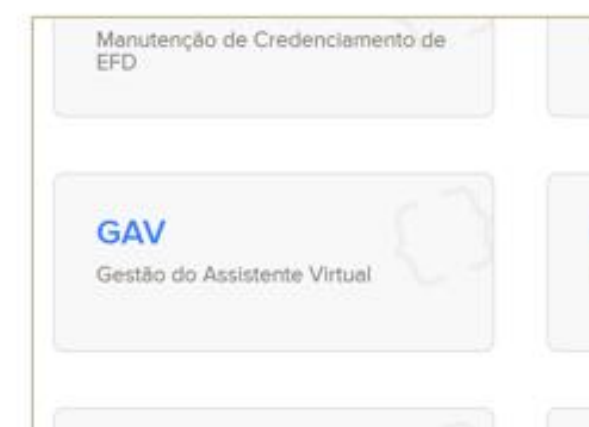 Manutenção de Credenciamento de
EFD
GAV
Gestão do Assistente Virtual